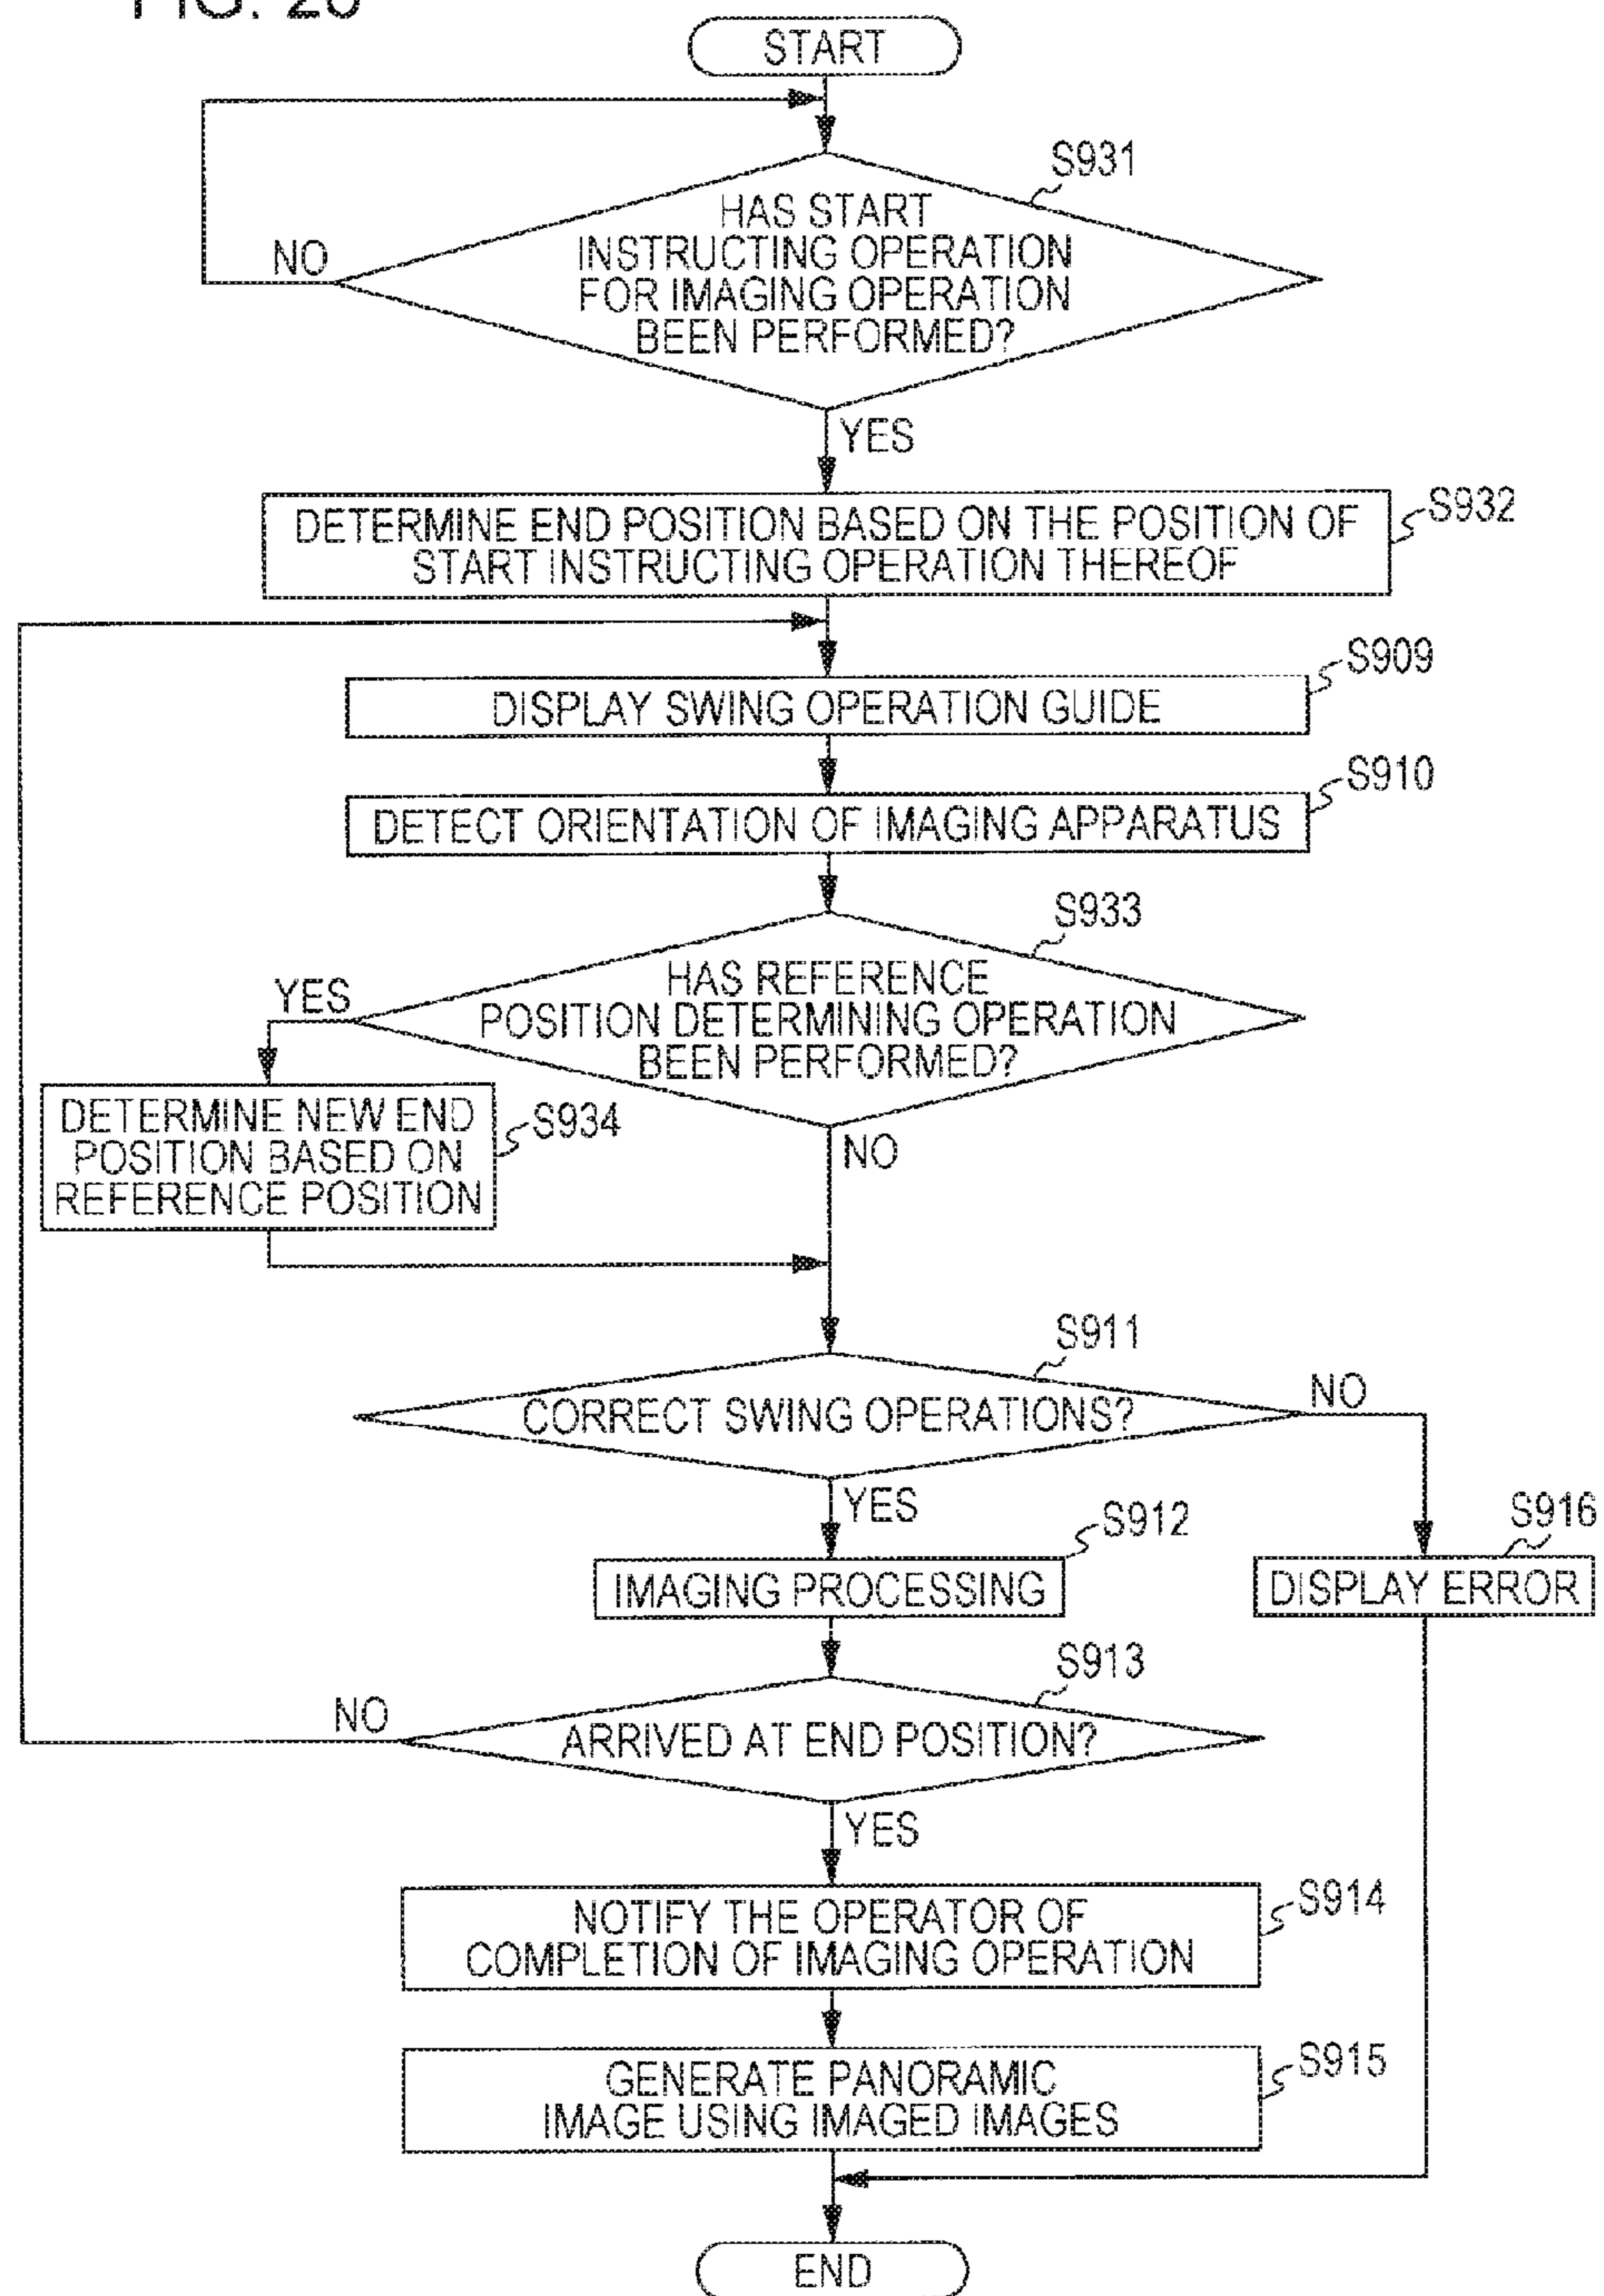 START
S931
HAS START
INSTRUCTING OPERATION
FOR IMAGING OPERATION
BEEN PERFORMED?
NO
YES
S932
DETERMINE END POSITION BASED ON THE POSITION OF
START INSTRUCTING OPERATION THEREOF
S909
DISPLAY SWING OPERATION GUIDE
S910
DETECT ORIENTATION OF IMAGING APPARATUS
S933
HAS REFERENCE
POSITION DETERMINING OPERATION
BEEN PERFORMED?
YES
NO
DETERMINE NEW END
POSITION BASED ON
REFERENCE POSITION
S934
S911
CORRECT SWING OPERATIONS?
NO
YES
S912
IMAGING PROCESSING
S916
DISPLAY ERROR
S913
ARRIVED AT END POSITION?
NO
YES
S914
NOTIFY THE OPERATOR OF
COMPLETION OF IMAGING OPERATION
S915
GENERATE PANORAMIC
IMAGE USING IMAGED IMAGES
END